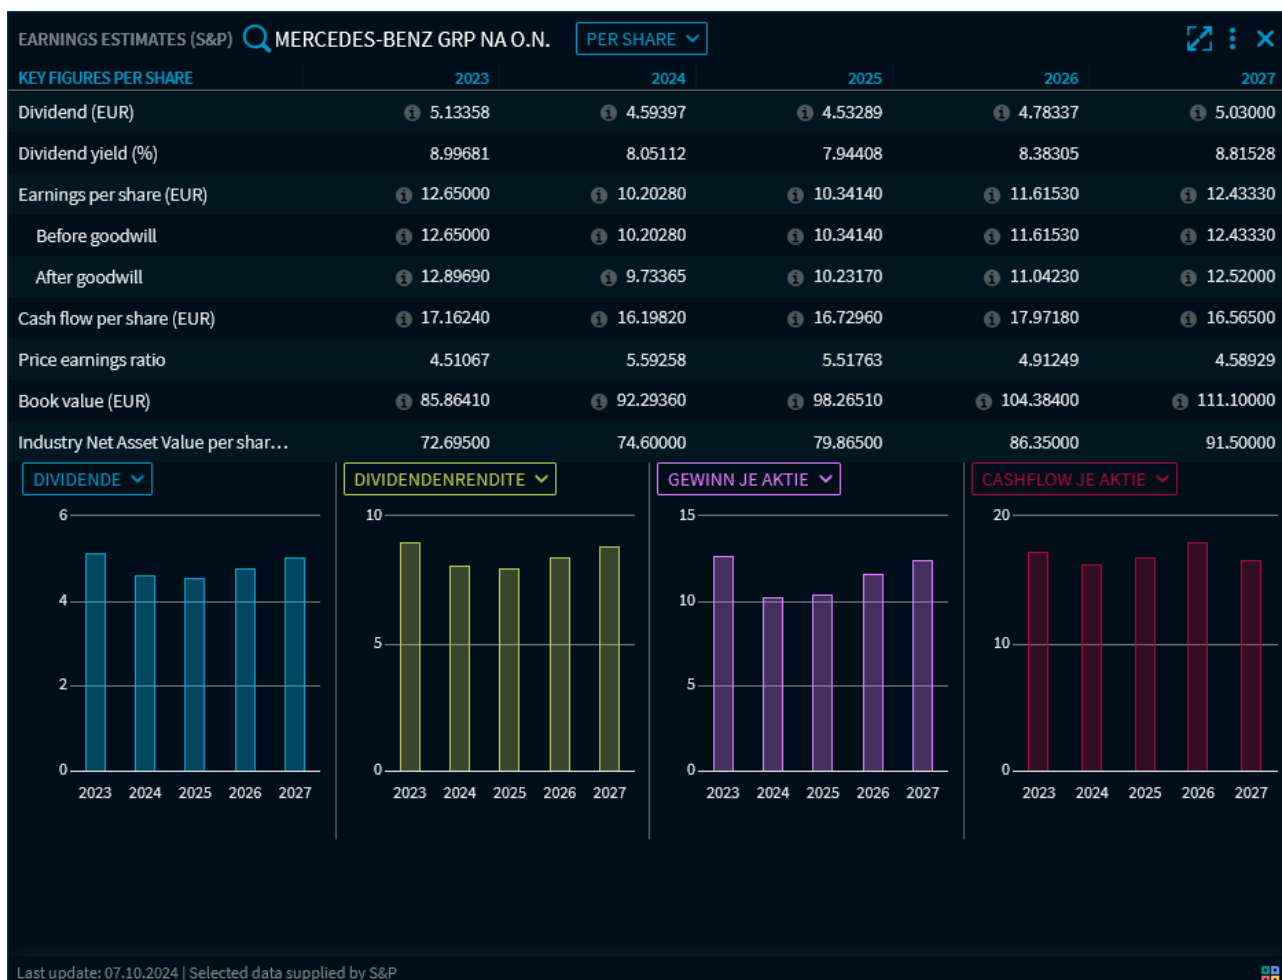 EARNINGS ESTIMATES (S&P) MERCEDES-BENZ GRP NA O.N. PER SHARE
KEY FIGURES PER SHARE 2023 2024 2025 2026 2027
Dividend (EUR) 5.13358 4.59397 4.53289 4.78337 5.03000
Dividend yield (%) 8.99681 8.05112 7.94408 8.38305 8.81528
Earnings per share (EUR) 12.65000 10.20280 10.34140 11.61530 12.43330
Before goodwill 12.65000 10.20280 10.34140 11.61530 12.43330
After goodwill 12.89690 9.73365 10.23170 11.04230 12.52000
Cash flow per share (EUR) 17.16240 16.19820 16.72960 17.97180 16.56500
Price earnings ratio 4.51067 5.59258 5.51763 4.91249 4.58929
Book value (EUR) 85.86410 92.29360 98.26510 104.38400 111.10000
Industry Net Asset Value per shar... 72.69500 74.60000 79.86500 86.35000 91.50000
DIVIDENDE
6
4
2
0
2023 2024 2025 2026 2027
DIVIDENDENRENDITE
10
5
0
2023 2024 2025 2026 2027
GEWINN JE AKTIE
15
10
5
0
2023 2024 2025 2026 2027
CASHFLOW JE AKTIE
20
10
0
2023 2024 2025 2026 2027
Last update: 07.10.2024 | Selected data supplied by S&P